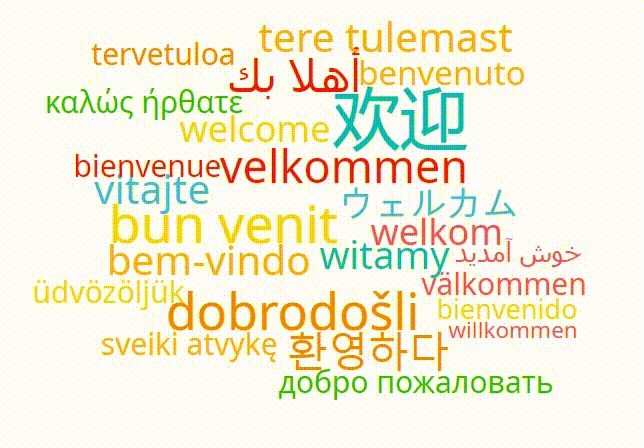 tere tulemast
tervetuloa
أهلا بك
benvenuto
καλώς ήρθατε
welcome
欢迎
bienvenue
velkommen
vitajte
ウェルカム
bun venit
welkom
bem-vindo
witamy
خوش آمدید
välkommen
üdvözöljük
dobrodošli
bienvenido
willkommen
sveiki atvykę
환영하다
добро пожаловать